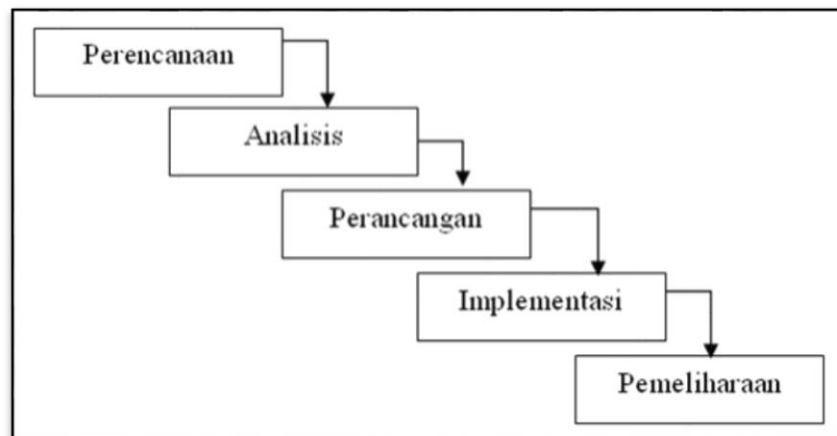 Perencanaan
Analisis
Perancangan
Implementasi
Pemeliharaan